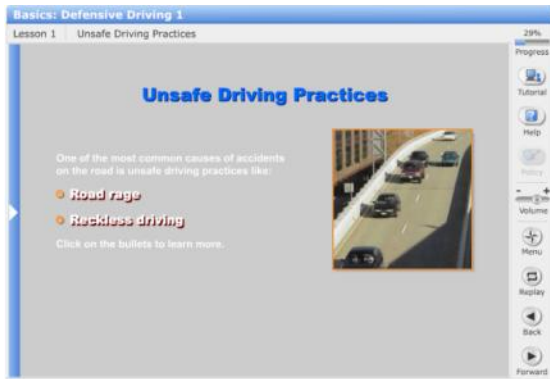 Basics: Defensive Driving 1
Lesson 1 Unsafe Driving Practices
29%
Progress
Unsafe Driving Practices
Tutorial
Help
One of the most common causes of accidents
on the road is unsafe driving practices like:
Policy
Road rage
- +
Volume
Reckless driving
Click on the bullets to learn more.
Menu
Replay
Back
Forward